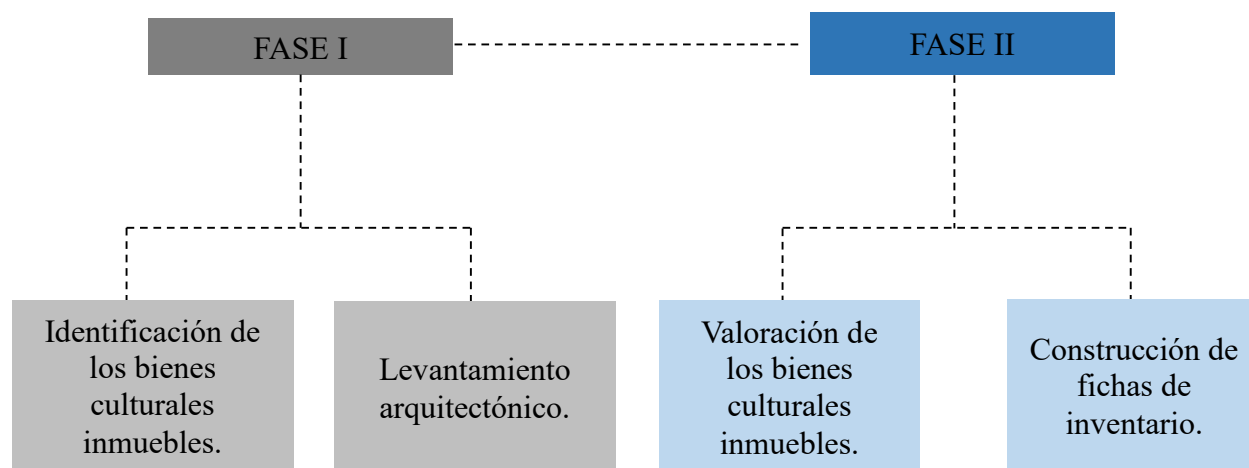 FASE I
FASE II
Identificación de
los bienes
culturales
inmuebles.
Levantamiento
arquitectónico.
Valoración de
los bienes
culturales
inmuebles.
Construcción de
fichas de
inventario.